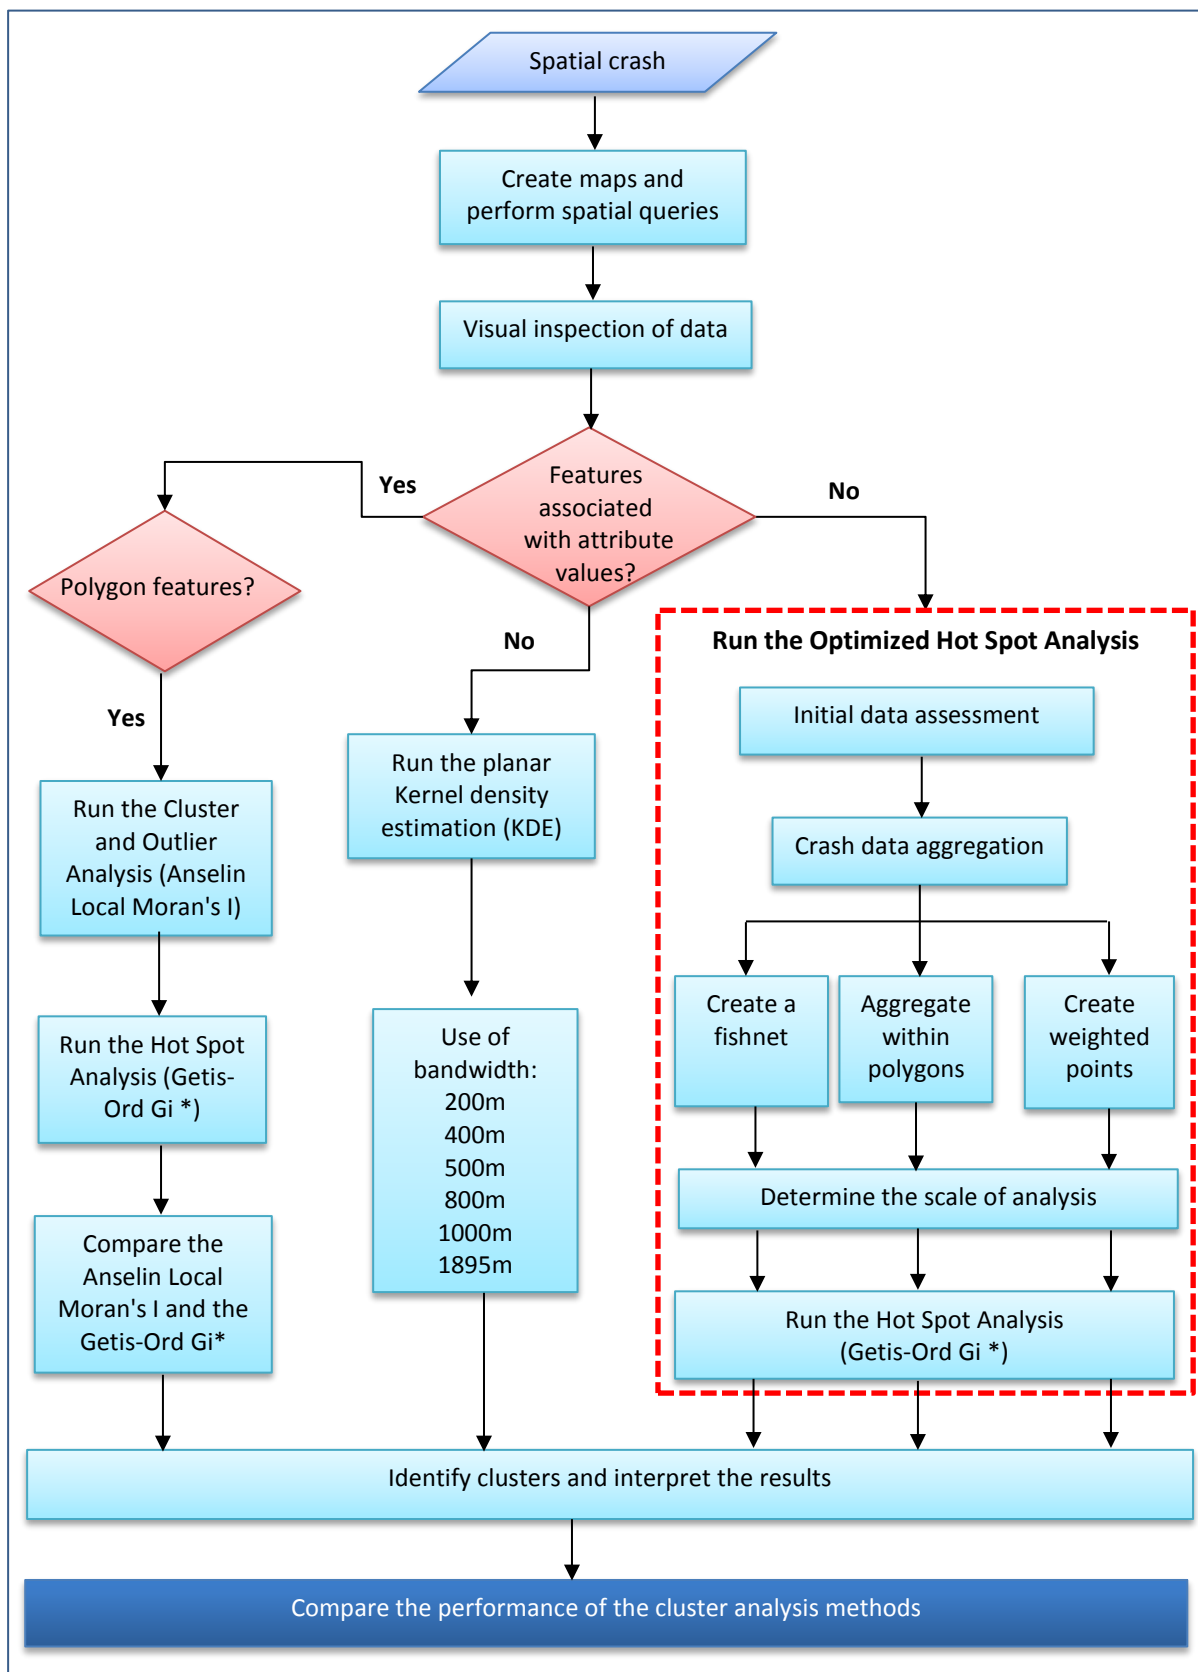 Spatial crash
Create maps and
perform spatial queries
Visual inspection of data
Features
associated
with attribute
values?
Yes
No
Polygon features?
No
Yes
Run the Cluster
and Outlier
Analysis (Anselin
Local Moran's I)
Run the Hot Spot
Analysis (Getis-
Ord Gi *)
Compare the
Anselin Local
Moran's I and the
Getis-Ord Gi*
Run the planar
Kernel density
estimation (KDE)
Use of
bandwidth:
200m
400m
500m
800m
1000m
1895m
Run the Optimized Hot Spot Analysis
Initial data assessment
Crash data aggregation
Create a
fishnet
Aggregate
within
polygons
Create
weighted
points
Determine the scale of analysis
Run the Hot Spot Analysis
(Getis-Ord Gi *)
Identify clusters and interpret the results
Compare the performance of the cluster analysis methods